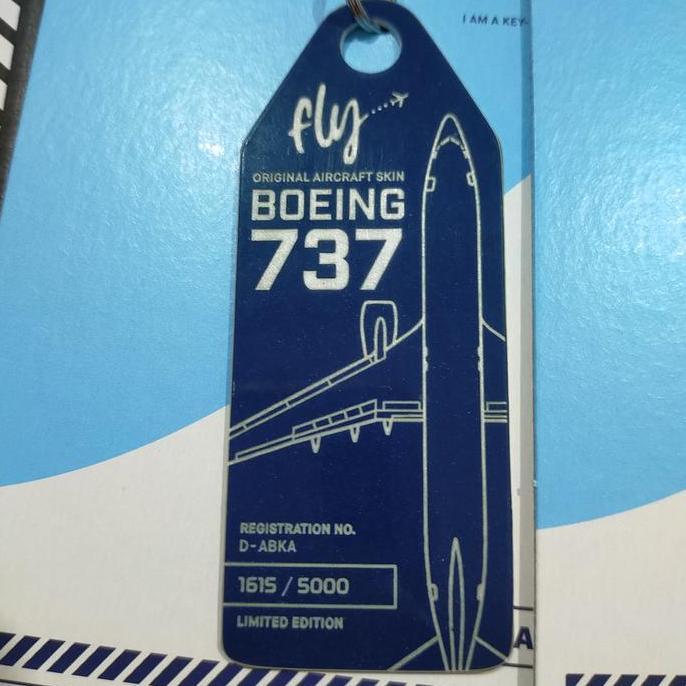 I AM A KEY-
fly
ORIGINAL AIRCRAFT SKIN
BOEING
737
REGISTRATION NO.
D-ABKA
1615 / 5000
LIMITED EDITION
A